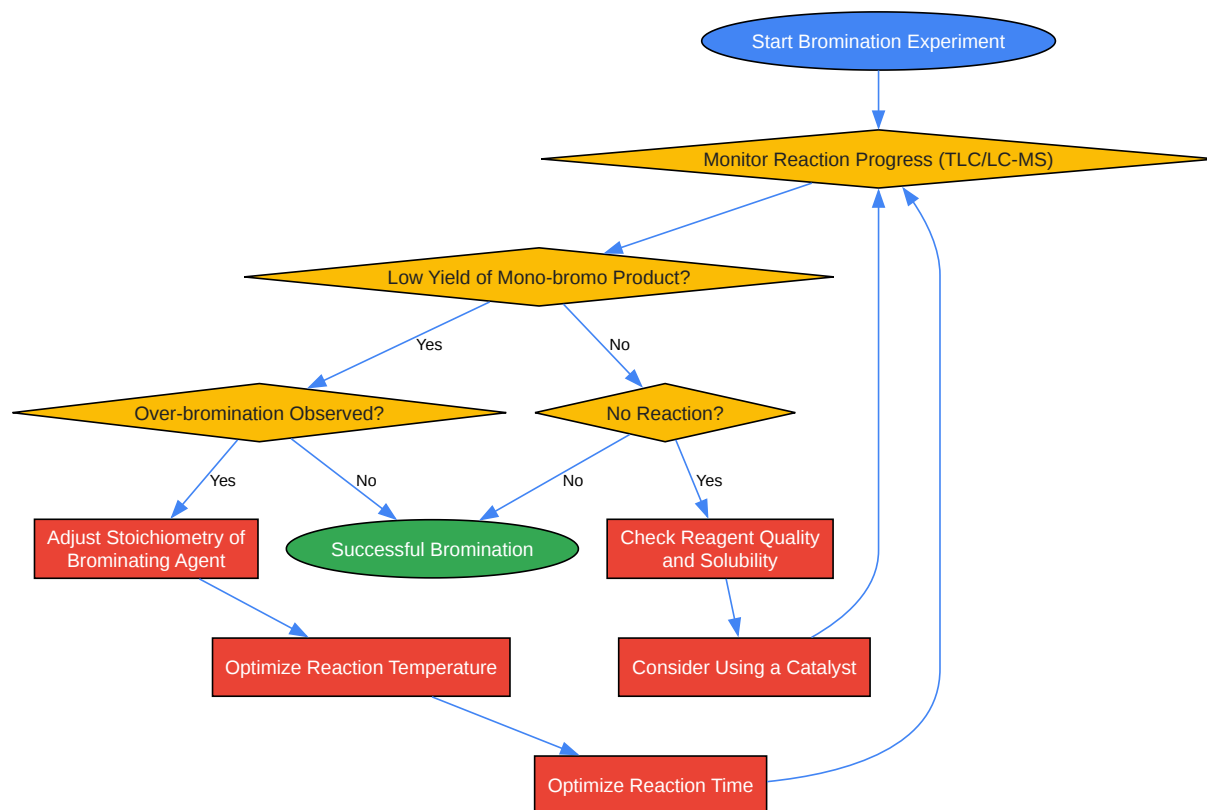 Start Bromination Experiment
Monitor Reaction Progress (TLC/LC-MS)
Low Yield of Mono-bromo Product?
Yes
No
Over-bromination Observed?
No Reaction?
Yes
No
No
Yes
Adjust Stoichiometry of
Brominating Agent
Successful Bromination
Check Reagent Quality
and Solubility
Optimize Reaction Temperature
Consider Using a Catalyst
Optimize Reaction Time